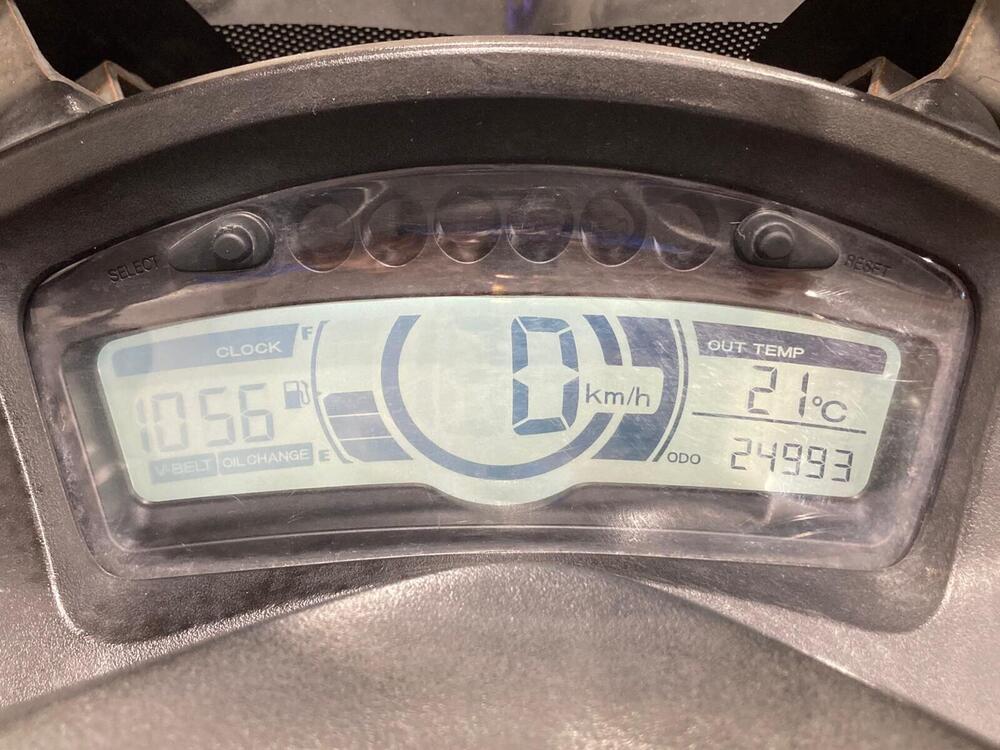 SELECT
RESET
CLOCK
F
OUT TEMP
1056
0
km/h
21°C
V-BELT
OIL CHANGE
E
ODO
24993